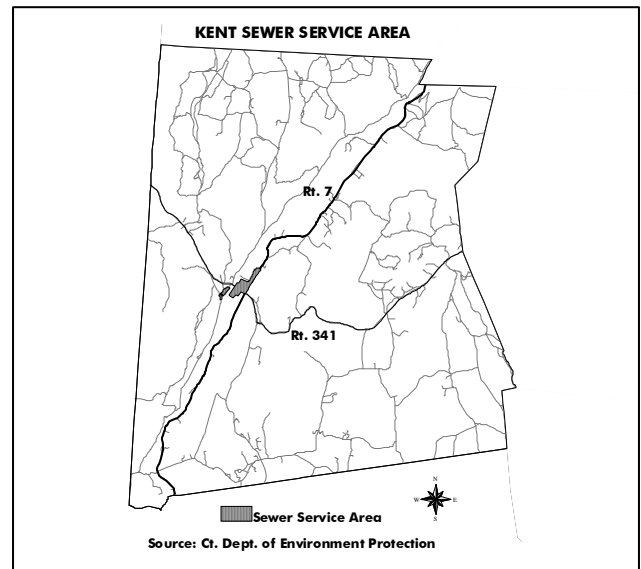 KENT SEWER SERVICE AREA
Rt. 7
Rt. 341
N
W E
S
Sewer Service Area
Source: Ct. Dept. of Environment Protection